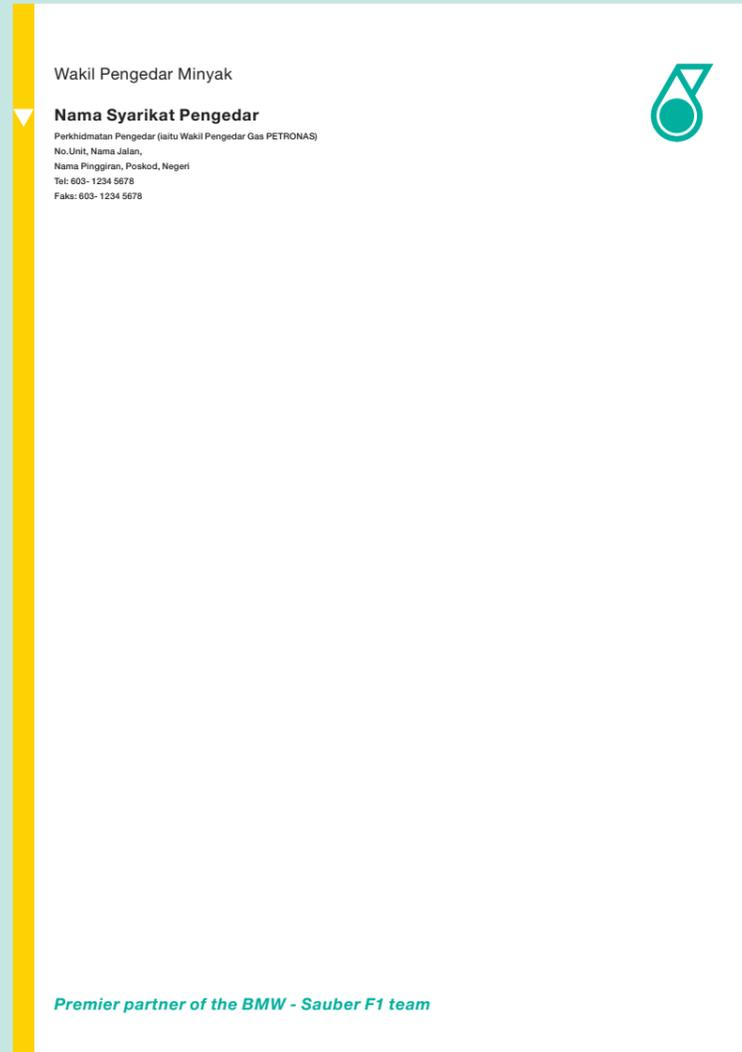 Wakil Pengedar Minyak
Nama Syarikat Pengedar
Perkhidmatan Pengedar (iaitu Wakil Pengedar Gas PETRONAS)
No.Unit, Nama Jalan,
Nama Pinggiran, Poskod, Negeri
Tel: 603- 1234 5678
Faks: 603- 1234 5678
Premier partner of the BMW - Sauber F1 team